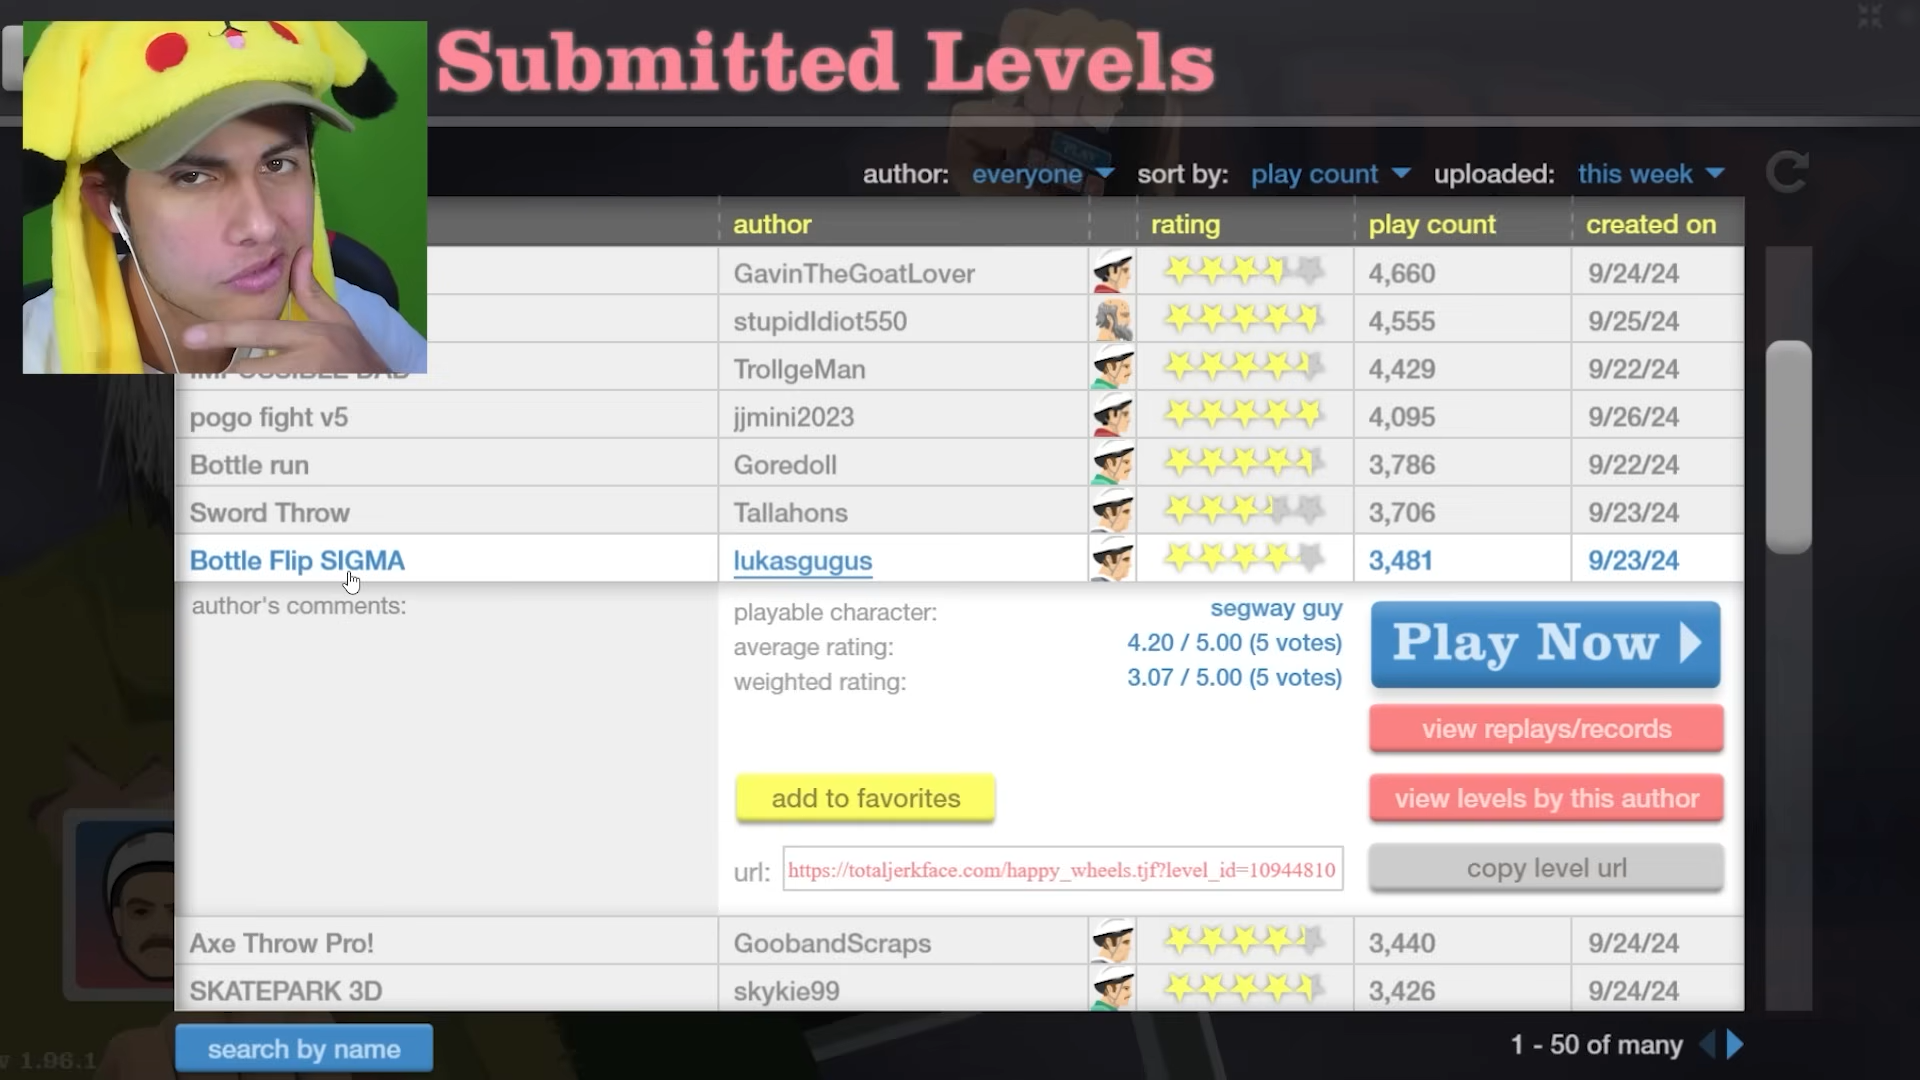 Submitted Levels
author: everyone sort by: play count uploaded: this week
author rating play count created on
GavinTheGoatLover 4,660 9/24/24
stupidIdiot550 4,555 9/25/24
IMPOSSIBLE DAD TrollgeMan 4,429 9/22/24
pogo fight v5 jjmini2023 4,095 9/26/24
Bottle run Goredoll 3,786 9/22/24
Sword Throw Tallahons 3,706 9/23/24
Bottle Flip SIGMA lukasgugus 3,481 9/23/24
author's comments:
playable character: segway guy
average rating: 4.20 / 5.00 (5 votes)
weighted rating: 3.07 / 5.00 (5 votes)
Play Now
view replays/records
add to favorites
view levels by this author
url: https://totaljerkface.com/happy_wheels.tjf?level_id=10944810
copy level url
Axe Throw Pro! GoobandScraps 3,440 9/24/24
SKATEPARK 3D skykie99 3,426 9/24/24
search by name
1 - 50 of many
v 1.96.1